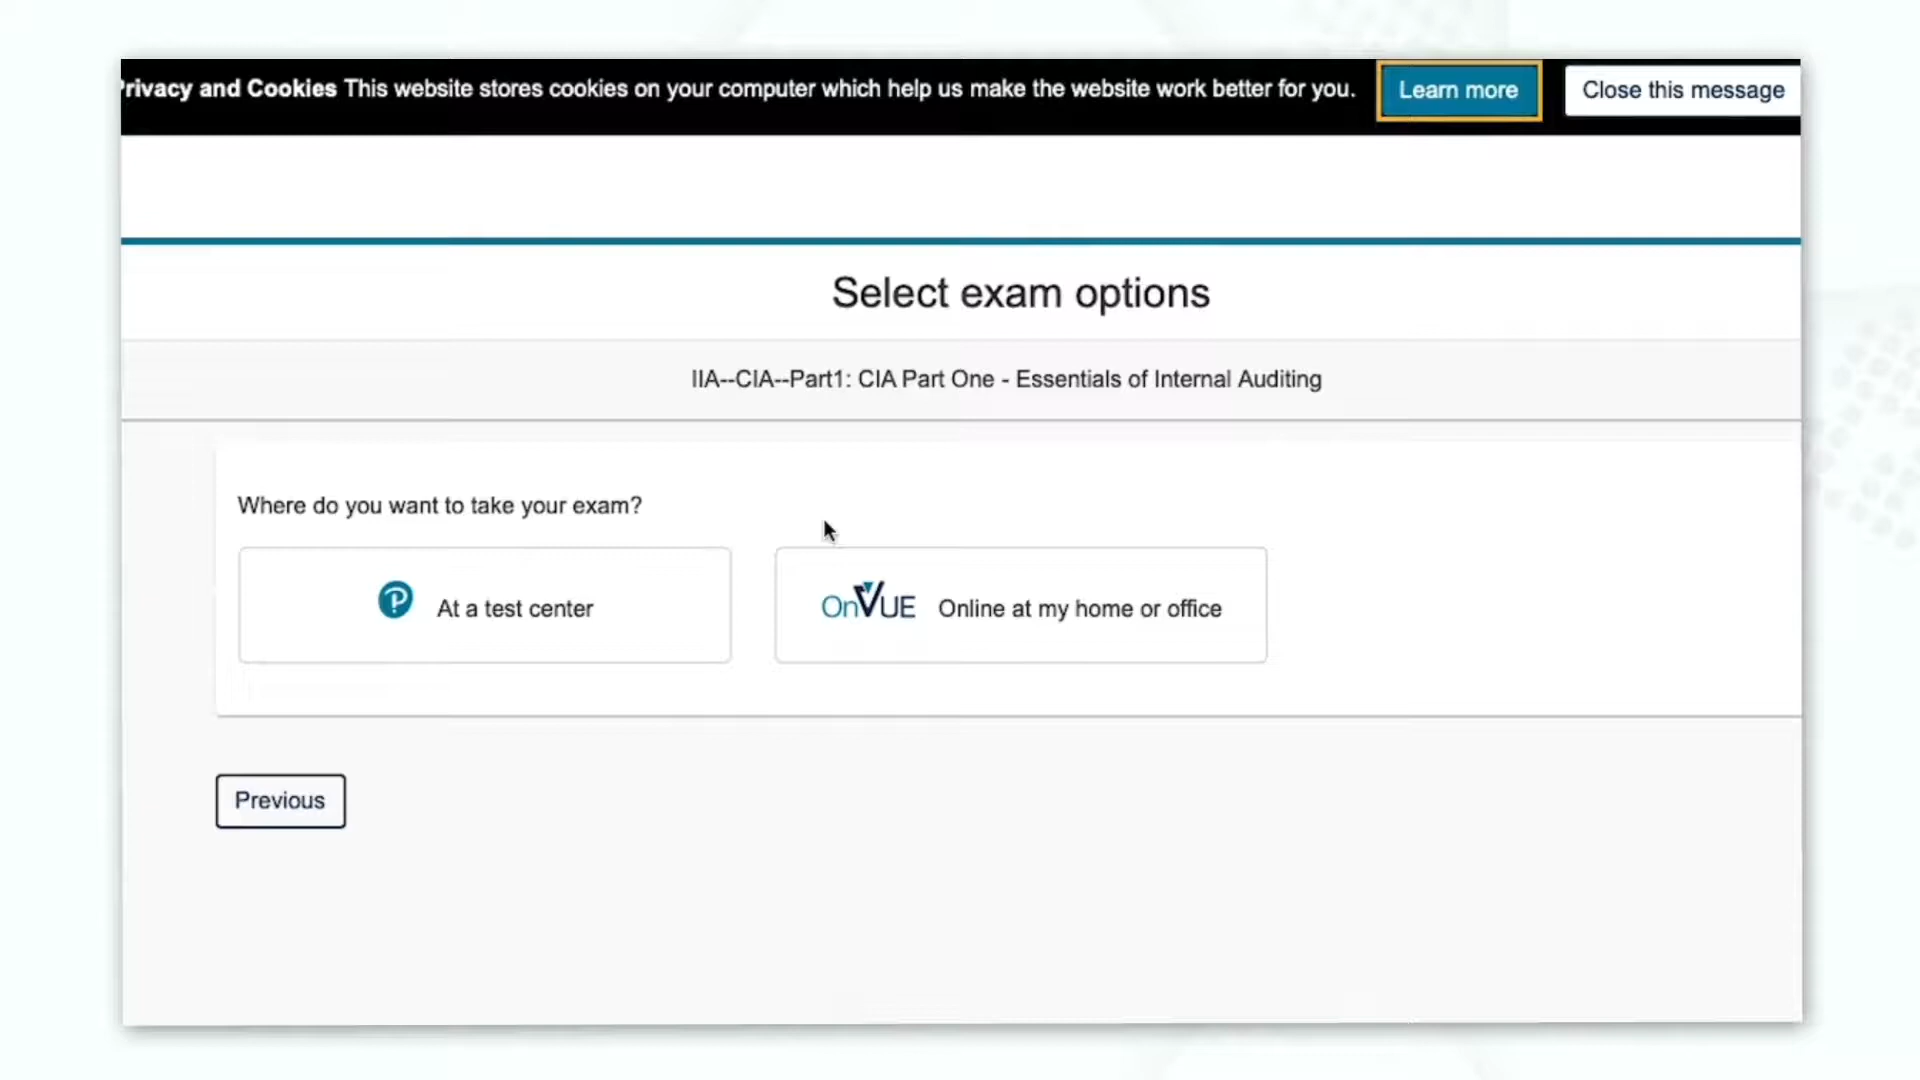 Privacy and Cookies This website stores cookies on your computer which help us make the website work better for you. Learn more Close this message
Select exam options
IIA--CIA--Part1: CIA Part One - Essentials of Internal Auditing
Where do you want to take your exam?
At a test center
OnVUE Online at my home or office
Previous